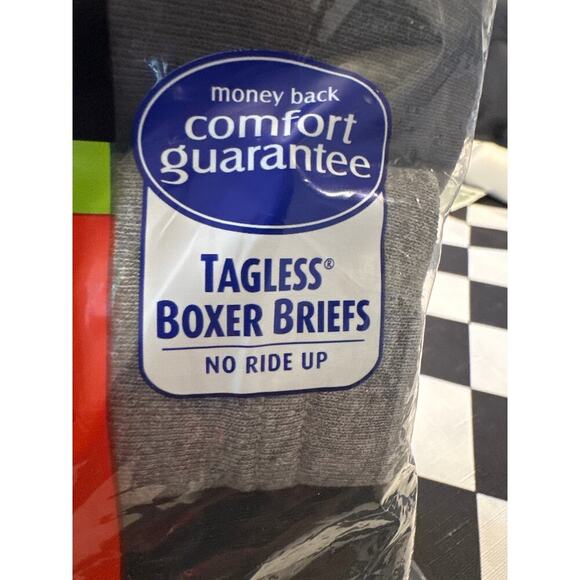 money back
comfort
guarantee
TAGLESS®
BOXER BRIEFS
NO RIDE UP